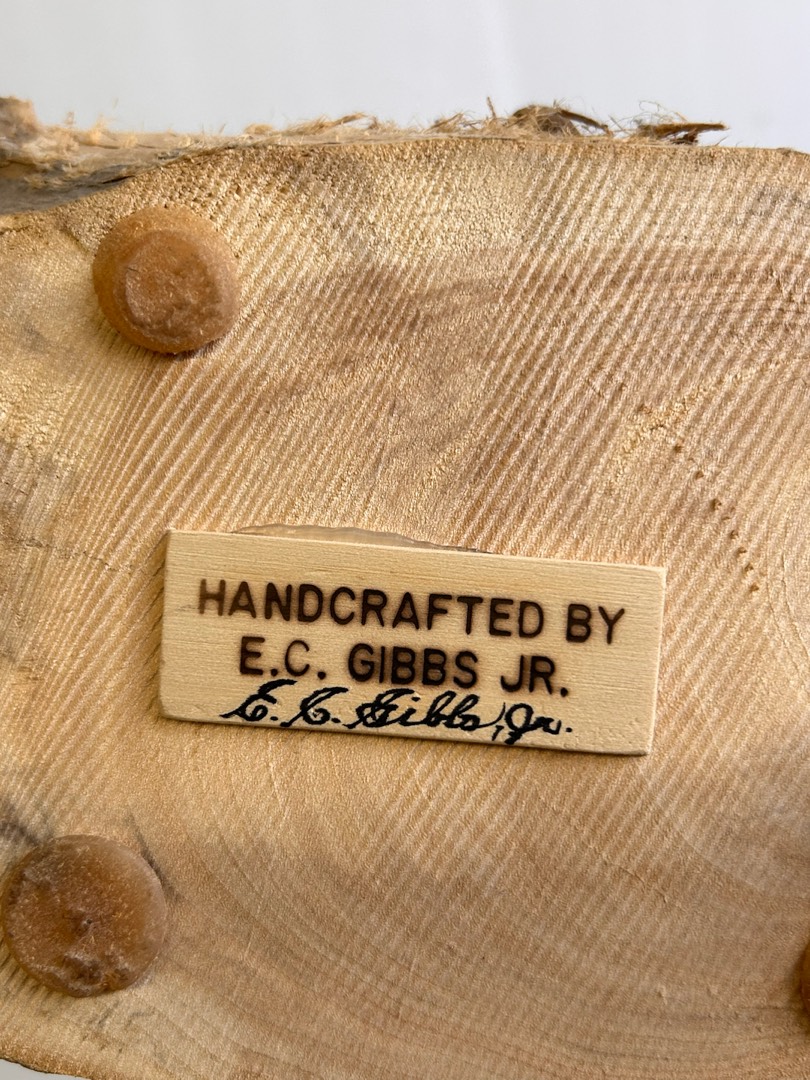 HANDCRAFTED BY
E.C. GIBBS JR.
E. C. Gibbs, Jr.